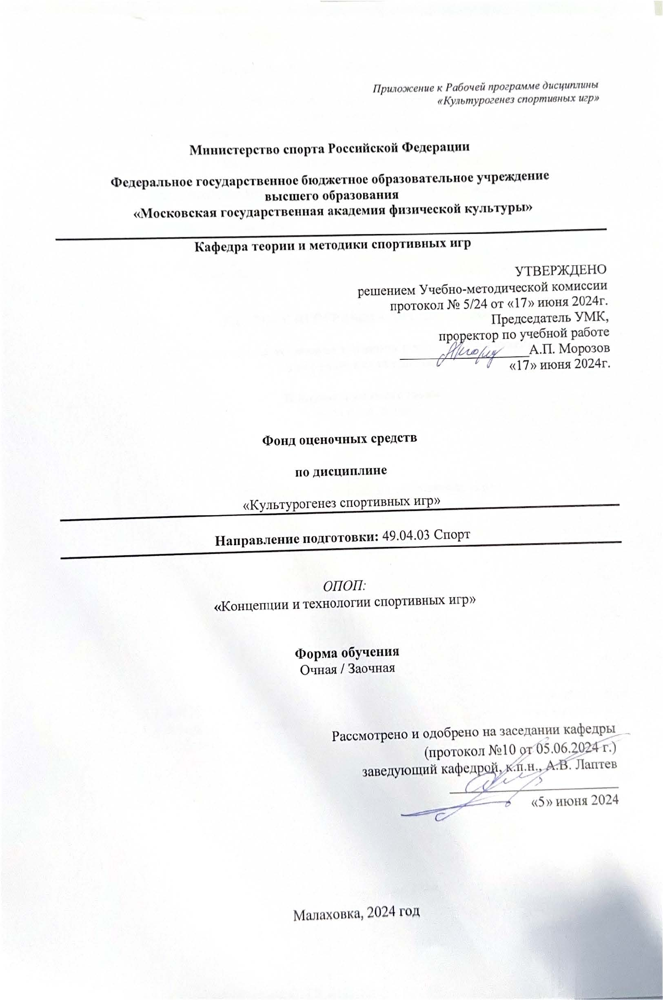 Приложение к Рабочей программе дисциплины
«Культурогенез спортивных игр»
Министерство спорта Российской Федерации
Федеральное государственное бюджетное образовательное учреждение
высшего образования
«Московская государственная академия физической культуры»
Кафедра теории и методики спортивных игр
УТВЕРЖДЕНО
решением Учебно-методической комиссии
протокол № 5/24 от «17» июня 2024г.
Председатель УМК,
проректор по учебной работе
А.П. Морозов
«17» июня 2024г.
Фонд оценочных средств
по дисциплине
«Культурогенез спортивных игр»
Направление подготовки: 49.04.03 Спорт
ОПОП:
«Концепции и технологии спортивных игр»
Форма обучения
Очная / Заочная
Рассмотрено и одобрено на заседании кафедры
(протокол №10 от 05.06.2024 г.)
заведующий кафедрой, к.п.н., А.В. Лаптев
«5» июня 2024
Малаховка, 2024 год